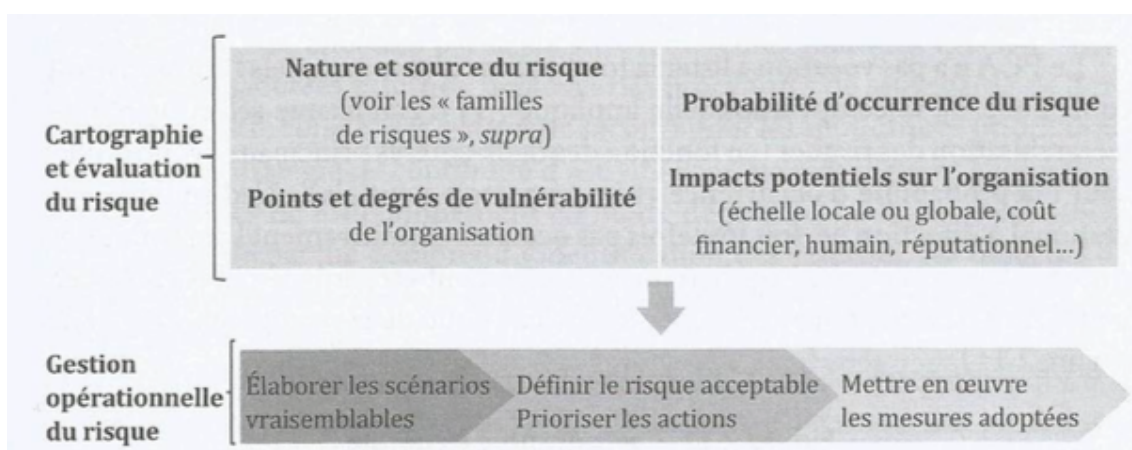 Cartographie
et évaluation
du risque
Nature et source du risque
(voir les « familles
de risques », supra)
Probabilité d'occurrence du risque
Points et degrés de vulnérabilité
de l'organisation
Impacts potentiels sur l'organisation
(échelle locale ou globale, coût
financier, humain, réputationnel...)
Gestion
opérationnelle
du risque
Élaborer les scénarios
vraisemblables
Définir le risque acceptable
Prioriser les actions
Mettre en œuvre
les mesures adoptées